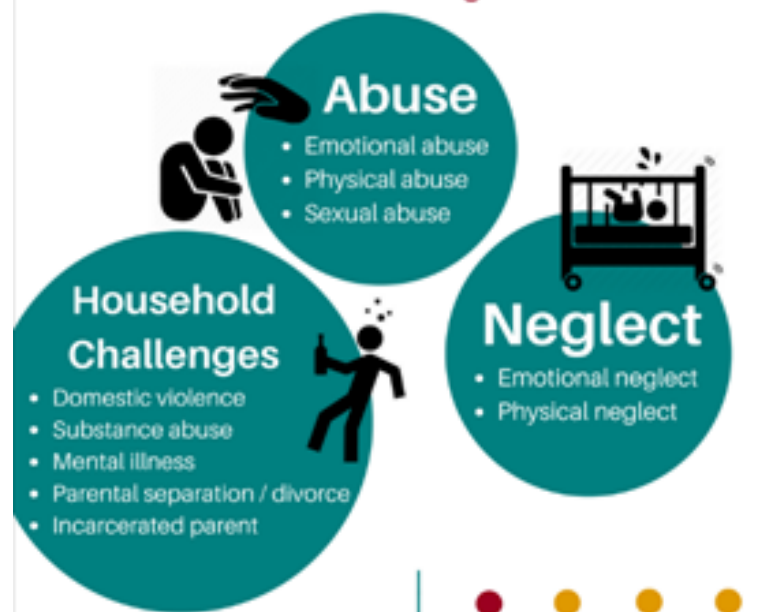 Abuse
• Emotional abuse
• Physical abuse
• Sexual abuse
Household
Challenges
• Domestic violence
• Substance abuse
• Mental illness
• Parental separation / divorce
• Incarcerated parent
Neglect
• Emotional neglect
• Physical neglect